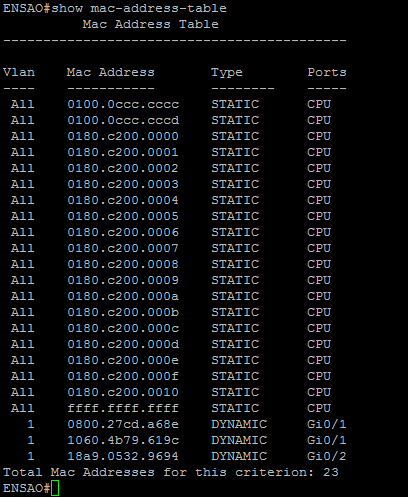 ENSAO#show mac-address-table
Mac Address Table
-------------------------------------------
Vlan Mac Address Type Ports
---- ----------- -------- -----
All 0100.0ccc.cccc STATIC CPU
All 0100.0ccc.cccd STATIC CPU
All 0180.c200.0000 STATIC CPU
All 0180.c200.0001 STATIC CPU
All 0180.c200.0002 STATIC CPU
All 0180.c200.0003 STATIC CPU
All 0180.c200.0004 STATIC CPU
All 0180.c200.0005 STATIC CPU
All 0180.c200.0006 STATIC CPU
All 0180.c200.0007 STATIC CPU
All 0180.c200.0008 STATIC CPU
All 0180.c200.0009 STATIC CPU
All 0180.c200.000a STATIC CPU
All 0180.c200.000b STATIC CPU
All 0180.c200.000c STATIC CPU
All 0180.c200.000d STATIC CPU
All 0180.c200.000e STATIC CPU
All 0180.c200.000f STATIC CPU
All 0180.c200.0010 STATIC CPU
All ffff.ffff.ffff STATIC CPU
1 0800.27cd.a68e DYNAMIC Gi0/1
1 1060.4b79.619c DYNAMIC Gi0/1
1 18a9.0532.9694 DYNAMIC Gi0/2
Total Mac Addresses for this criterion: 23
ENSAO#